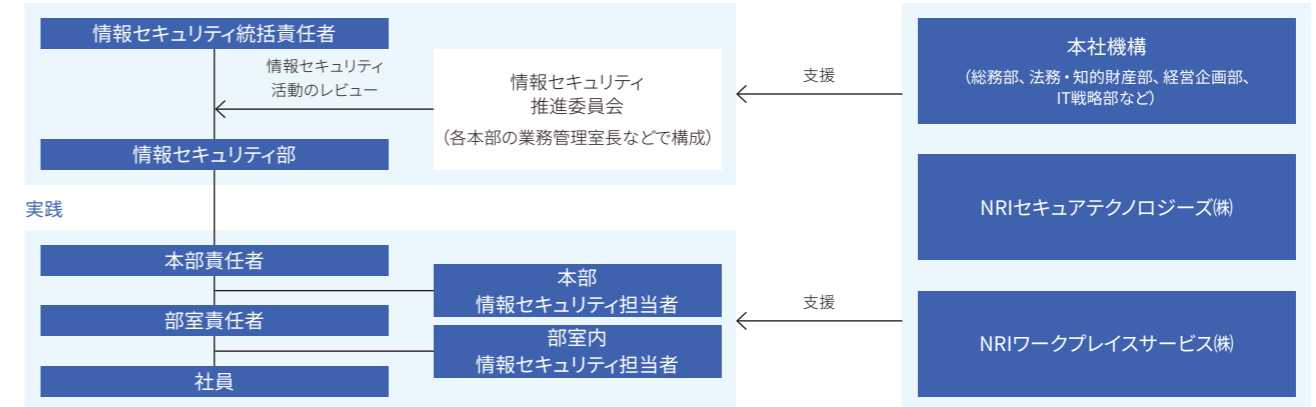 情報セキュリティ統括責任者
情報セキュリティ
活動のレビュー
情報セキュリティ
推進委員会
（各本部の業務管理室長などで構成）
情報セキュリティ部
支援
本社機構
（総務部、法務・知的財産部、経営企画部、
IT戦略部など）
NRIセキュアテクノロジーズ㈱
実践
本部責任者
本部
情報セキュリティ担当者
部室責任者
部室内
情報セキュリティ担当者
社員
支援
NRIワークプレイスサービス㈱